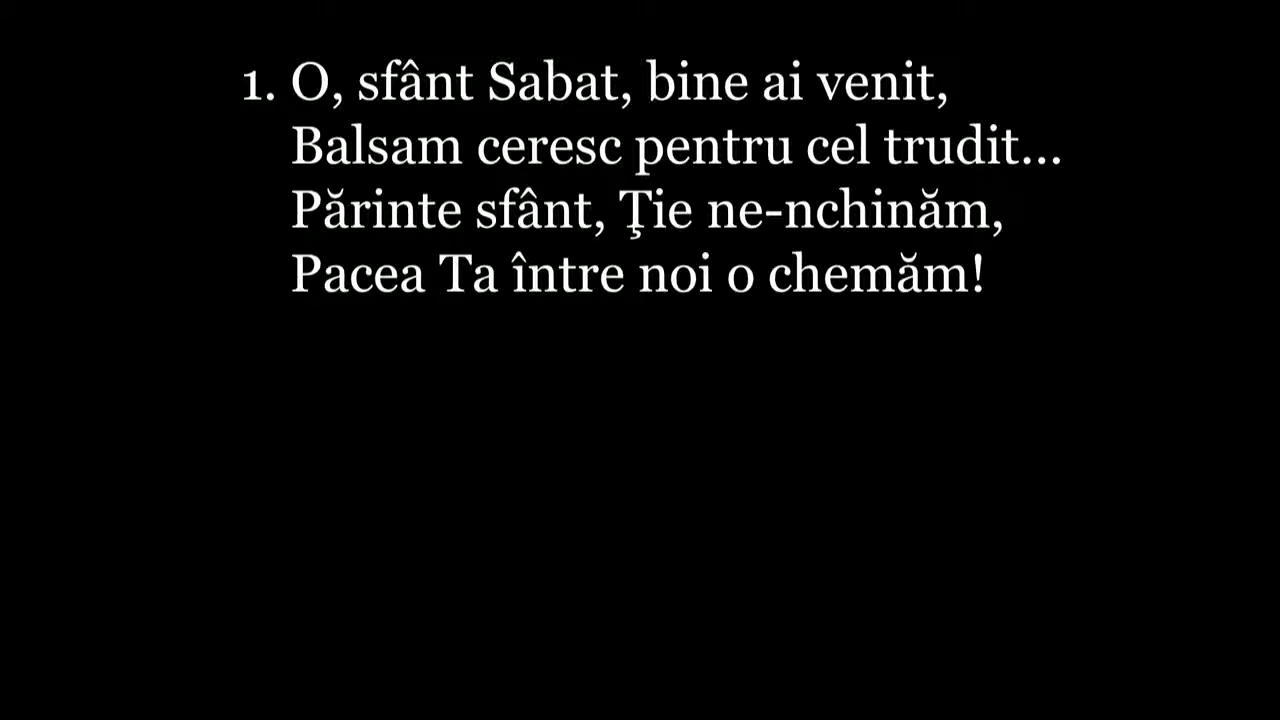 1. O, sfânt Sabat, bine ai venit,
Balsam ceresc pentru cel trudit...
Părinte sfânt, Ţie ne-nchinăm,
Pacea Ta între noi o chemăm!